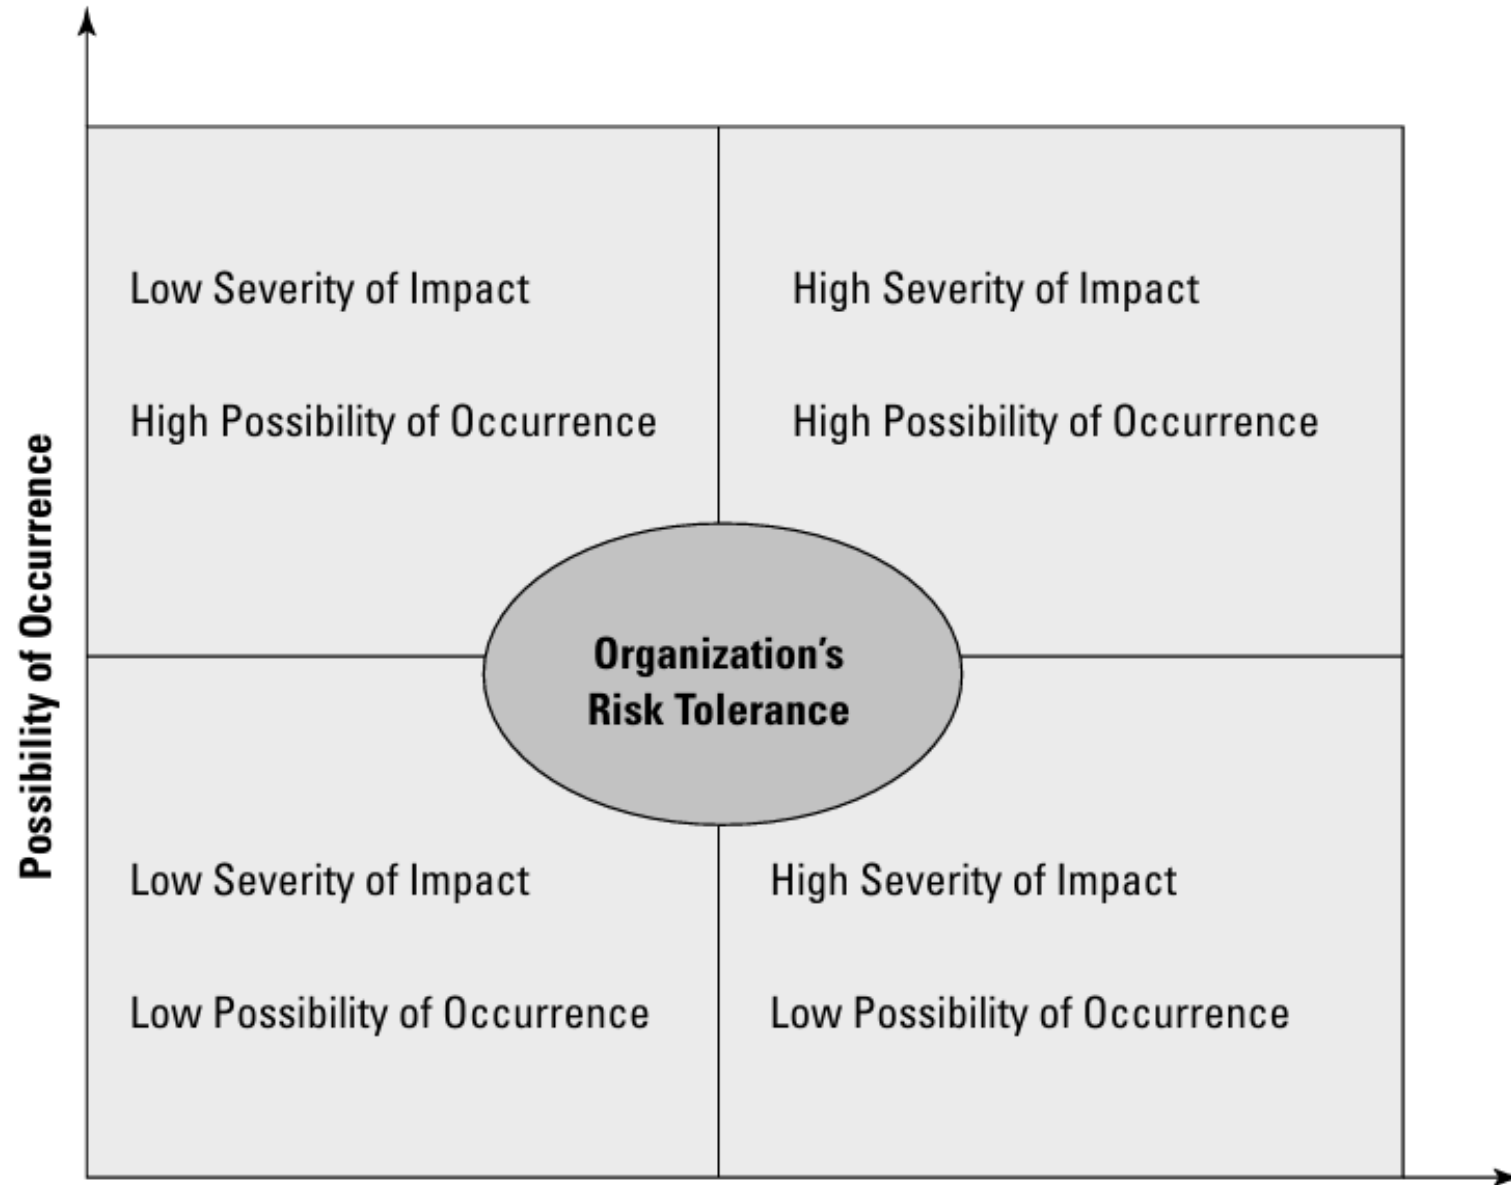 Low Severity of Impact
High Severity of Impact
High Possibility of Occurrence
High Possibility of Occurrence
Possibility of Occurrence
Organization’s
Risk Tolerance
Low Severity of Impact
High Severity of Impact
Low Possibility of Occurrence
Low Possibility of Occurrence